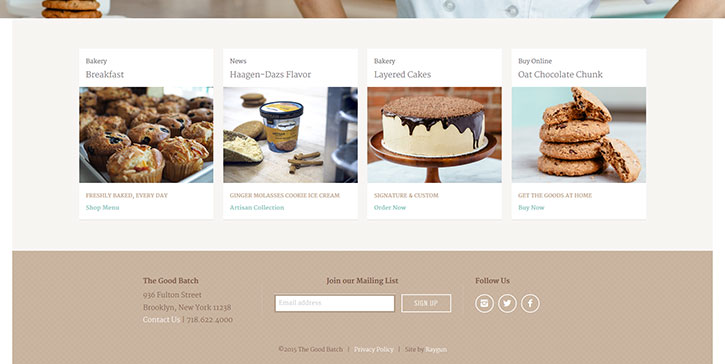 Bakery
Breakfast
FRESHLY BAKED, EVERY DAY
Shop Menu
News
Haagen-Dazs Flavor
GINGER MOLASSES COOKIE ICE CREAM
Artisan Collection
Bakery
Layered Cakes
SIGNATURE & CUSTOM
Order Now
Buy Online
Oat Chocolate Chunk
GET THE GOODS AT HOME
Buy Now
The Good Batch
936 Fulton Street
Brooklyn, New York 11238
Contact Us | 718.622.4000
Join our Mailing List
Email address
SIGN UP
Follow Us
©2015 The Good Batch | Privacy Policy | Site by Raygun